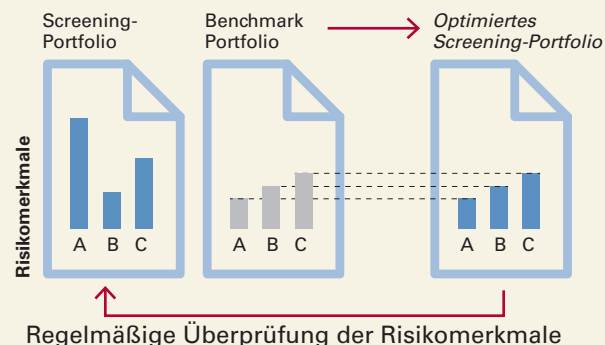 Screening-
Portfolio
Benchmark
Portfolio
Optimiertes
Screening-Portfolio
Risikomerkmale
A B C
A B C
A B C
Regelmäßige Überprüfung der Risikomerkmale